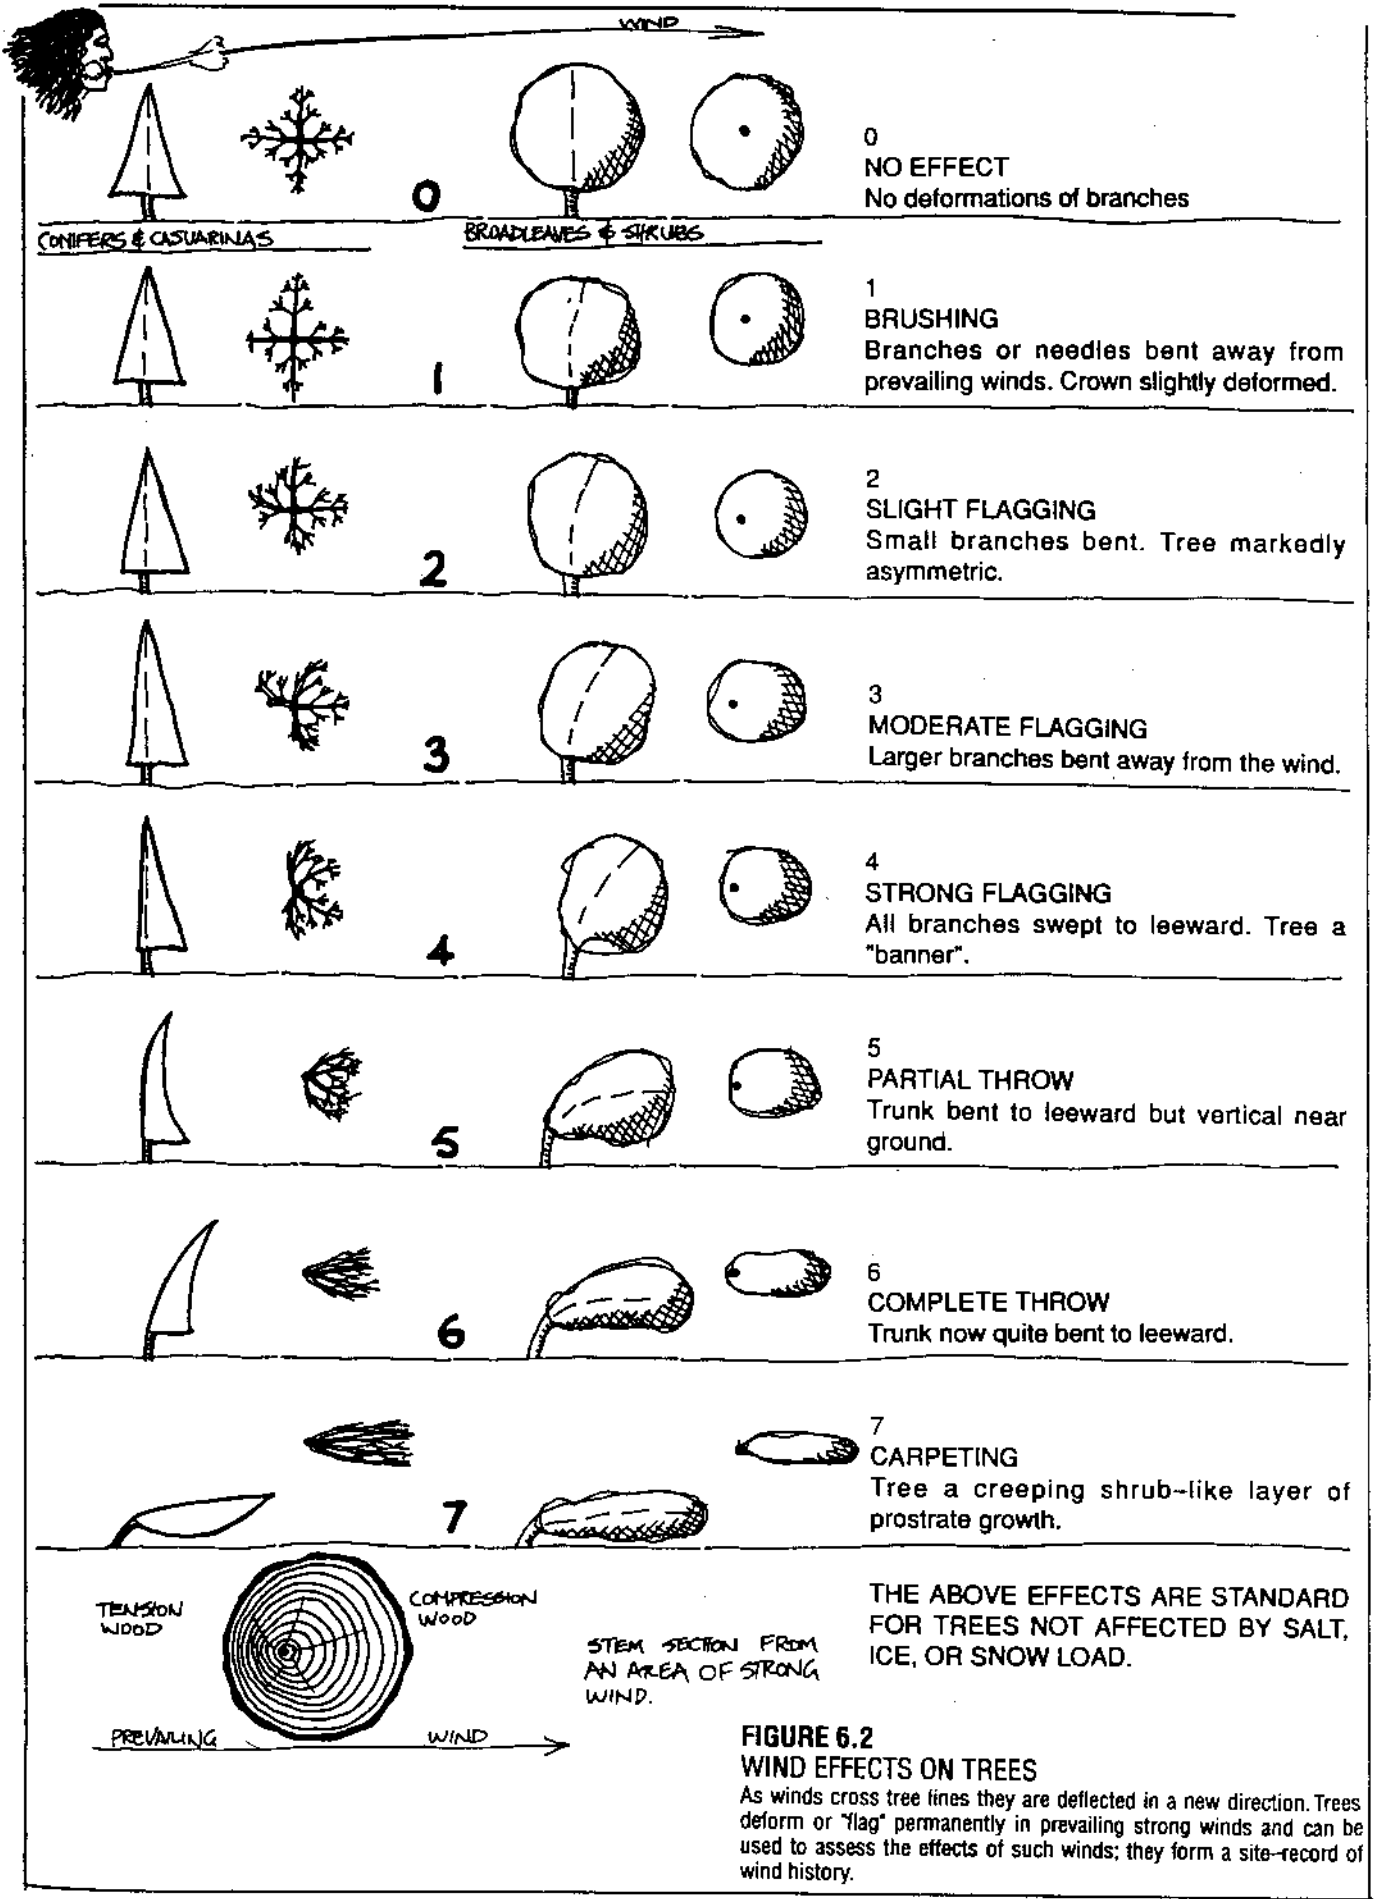 WIND
0
NO EFFECT
No deformations of branches
0
CONIFERS & CASUARINAS
BROADLEAVES & SHRUBS
1
BRUSHING
Branches or needles bent away from
prevailing winds. Crown slightly deformed.
1
2
SLIGHT FLAGGING
Small branches bent. Tree markedly
asymmetric.
2
3
MODERATE FLAGGING
Larger branches bent away from the wind.
3
4
STRONG FLAGGING
All branches swept to leeward. Tree a
"banner".
4
5
PARTIAL THROW
Trunk bent to leeward but vertical near
ground.
5
6
COMPLETE THROW
Trunk now quite bent to leeward.
6
7
CARPETING
Tree a creeping shrub-like layer of
prostrate growth.
7
TENSION
WOOD
COMPRESSION
WOOD
STEM SECTION FROM
AN AREA OF STRONG
WIND.
PREVAILING WIND
THE ABOVE EFFECTS ARE STANDARD
FOR TREES NOT AFFECTED BY SALT,
ICE, OR SNOW LOAD.
FIGURE 6.2
WIND EFFECTS ON TREES
As winds cross tree lines they are deflected in a new direction. Trees
deform or "flag" permanently in prevailing strong winds and can be
used to assess the effects of such winds; they form a site-record of
wind history.